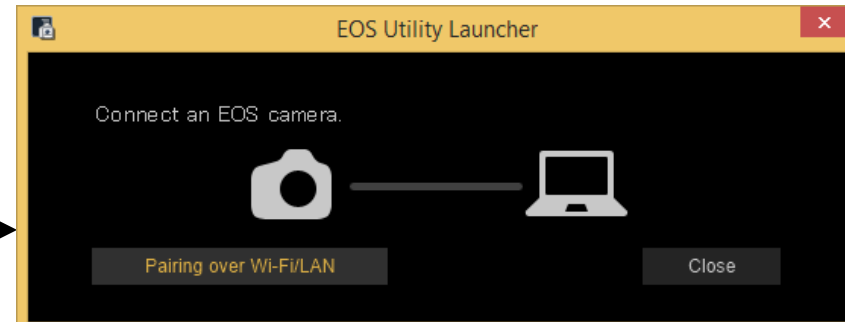 EOS Utility Launcher
Connect an EOS camera.
Pairing over Wi-Fi/LAN
Close